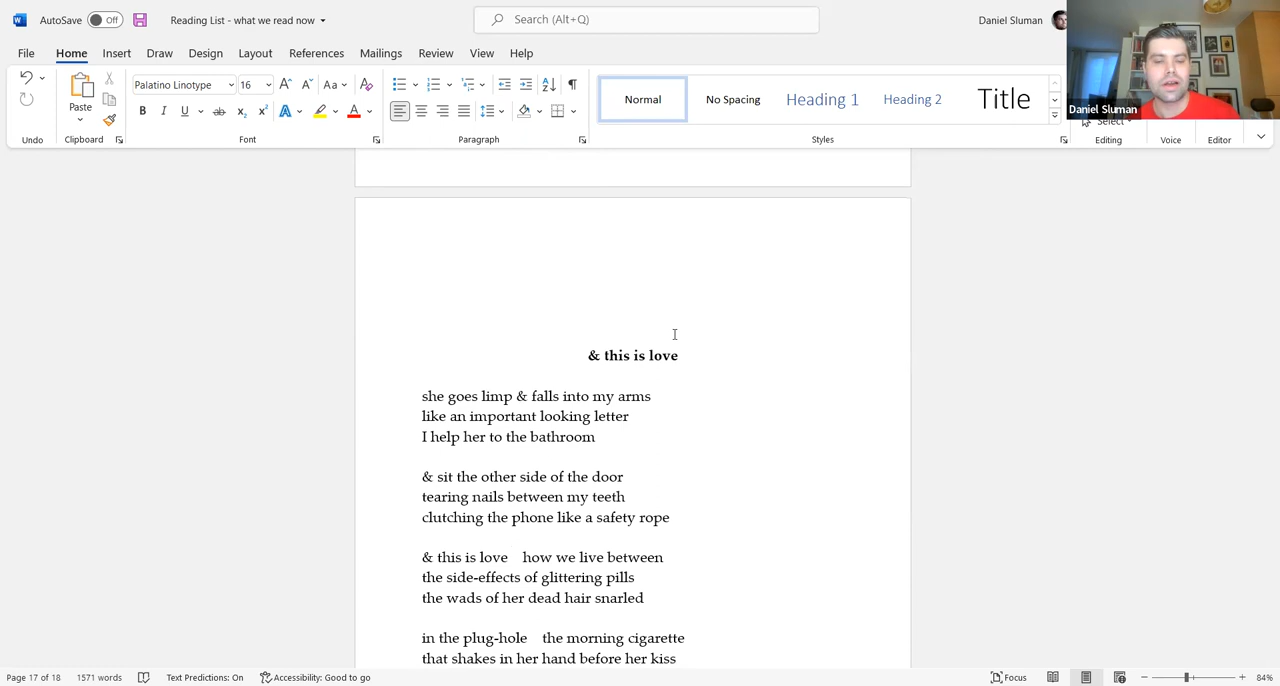 AutoSave Off Reading List - what we read now Search (Alt+Q) Daniel Sluman
File Home Insert Draw Design Layout References Mailings Review View Help
Palatino Linotype 16 Aa
Paste
Normal No Spacing Heading 1 Heading 2 Title
Daniel Sluman
Select
Undo Clipboard Font Paragraph Styles Editing Voice Editor
& this is love
she goes limp & falls into my arms
like an important looking letter
I help her to the bathroom
& sit the other side of the door
tearing nails between my teeth
clutching the phone like a safety rope
& this is love how we live between
the side-effects of glittering pills
the wads of her dead hair snarled
in the plug-hole the morning cigarette
that shakes in her hand before her kiss
Page 17 of 18 1571 words Text Predictions: On Accessibility: Good to go Focus 84%